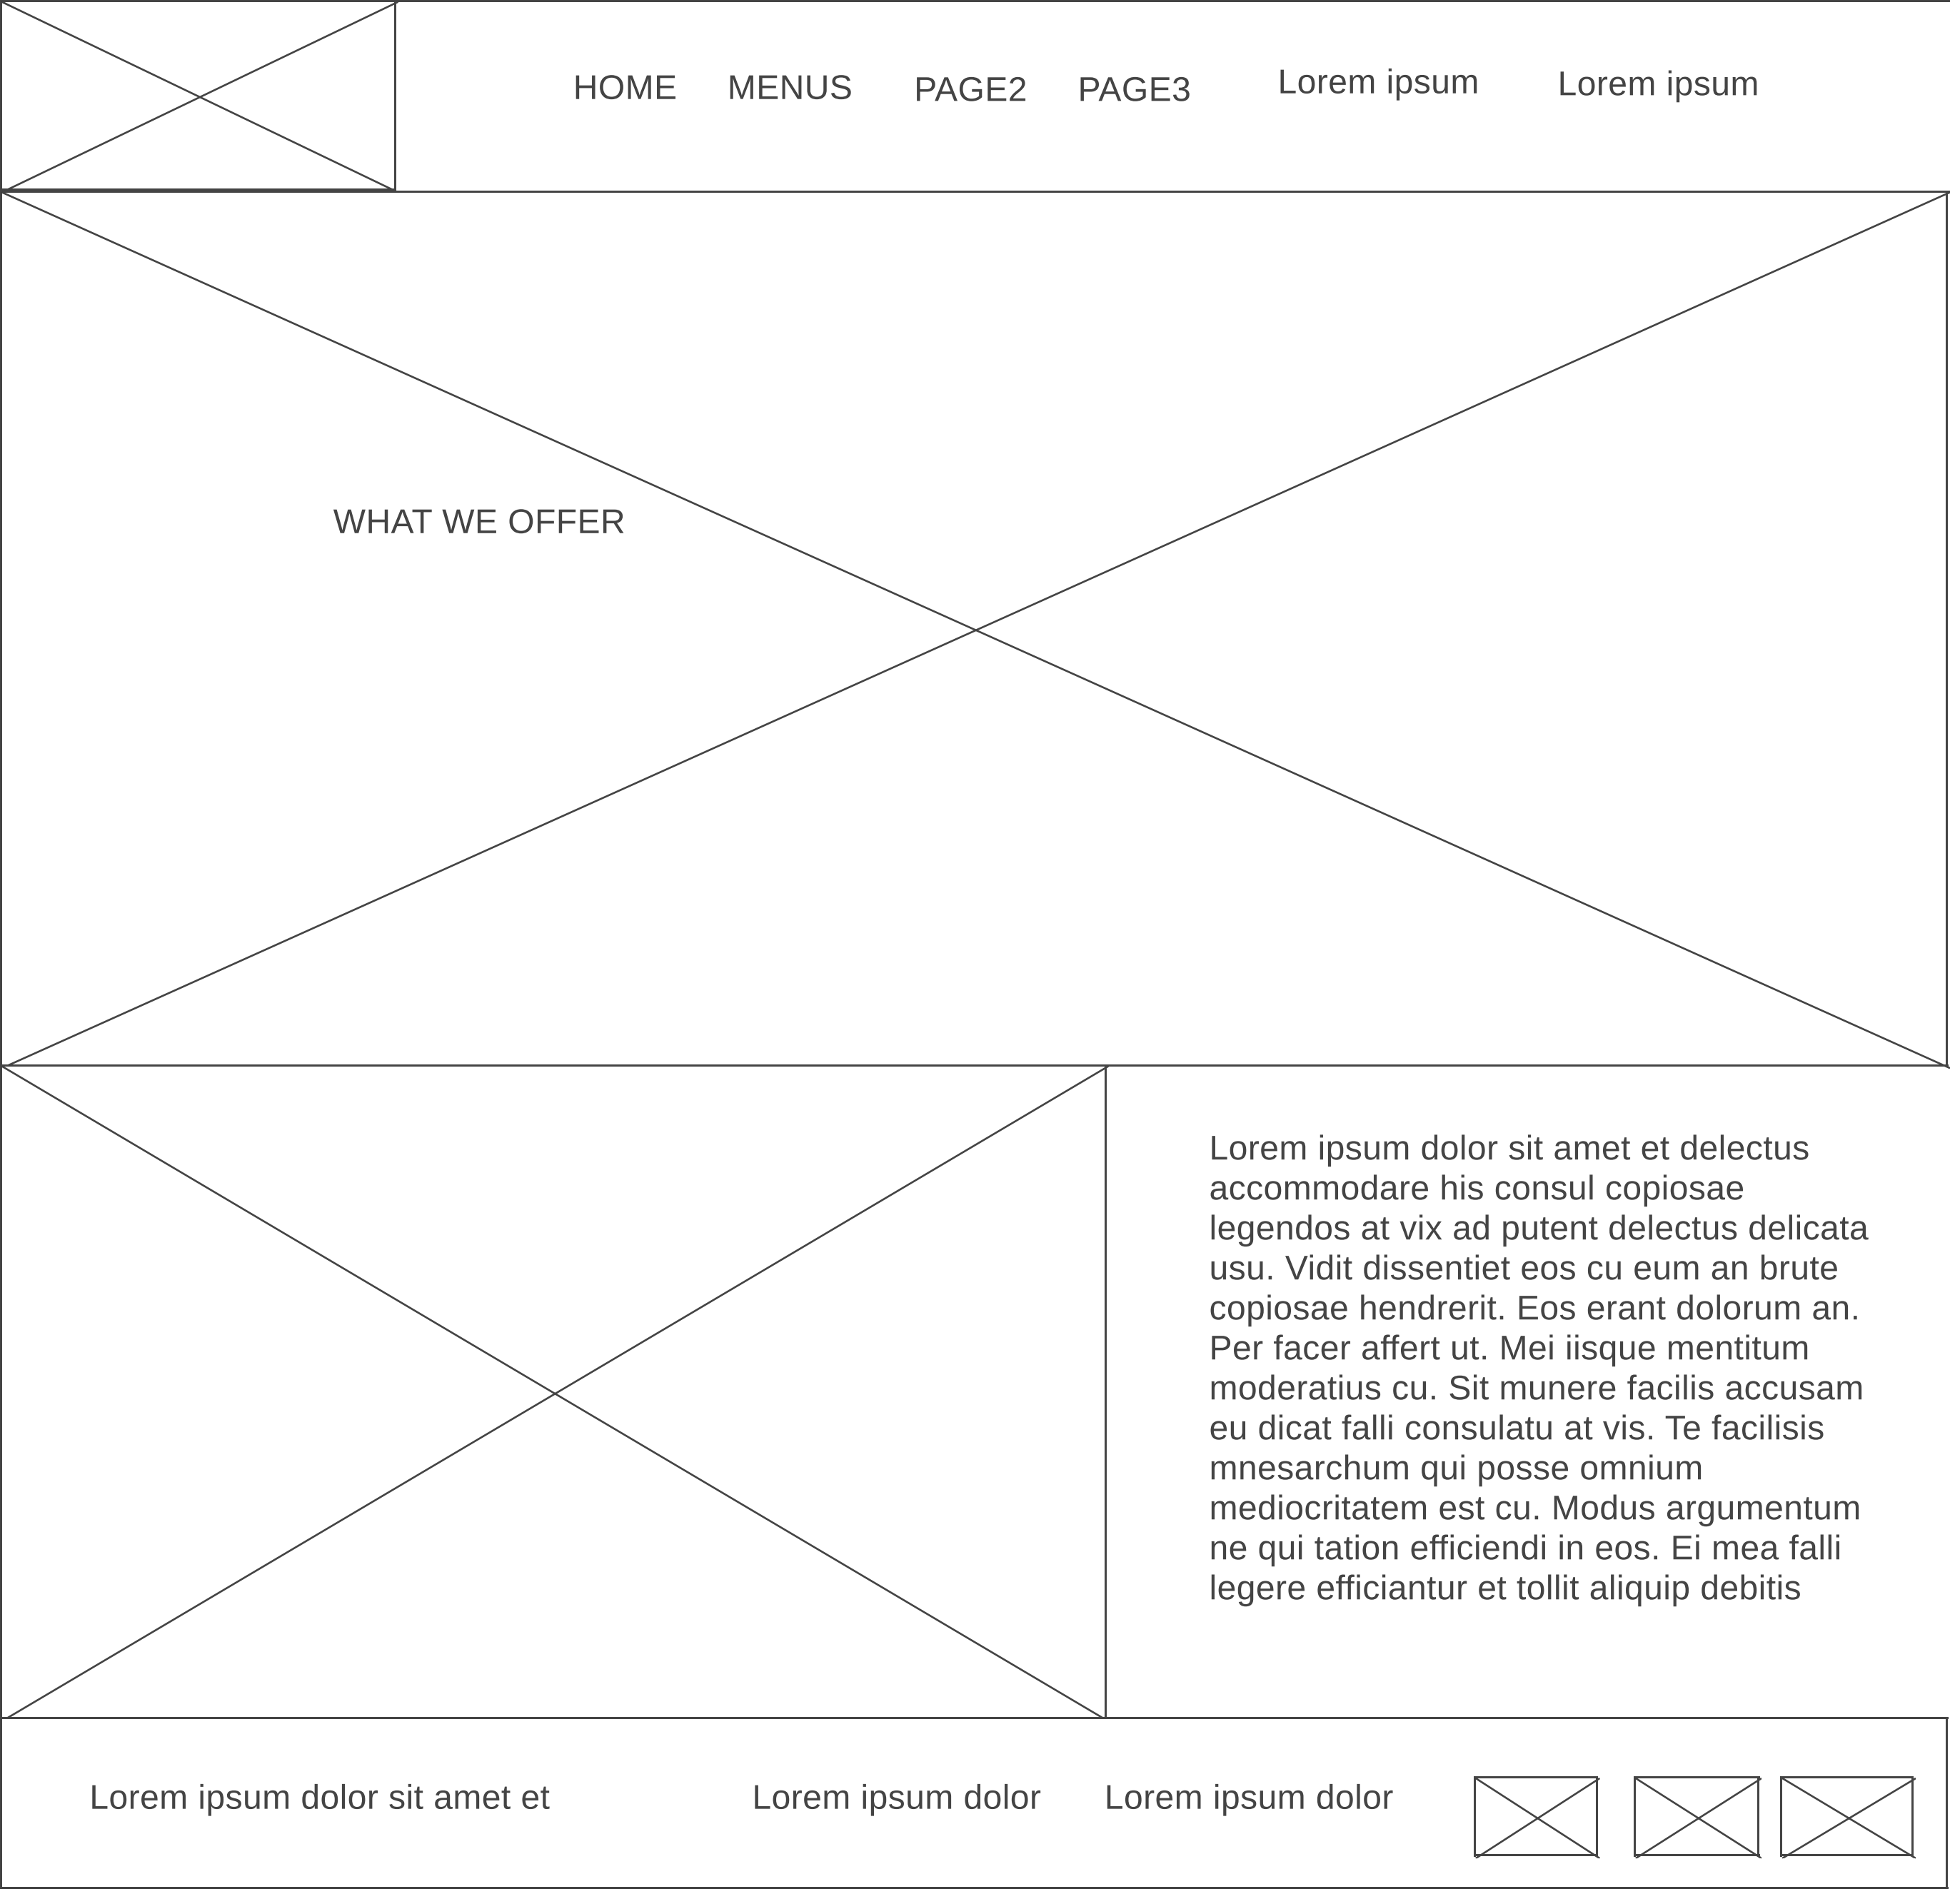 HOME MENUS PAGE2 PAGE3 Lorem ipsum Lorem ipsum
WHAT WE OFFER
Lorem ipsum dolor sit amet et delectus
accommodare his consul copiosae
legendos at vix ad putent delectus delicata
usu. Vidit dissentiet eos cu eum an brute
copiosae hendrerit. Eos erant dolorum an.
Per facer affert ut. Mei iisque mentitum
moderatius cu. Sit munere facilis accusam
eu dicat falli consulatu at vis. Te facilisis
mnesarchum qui posse omnium
mediocritatem est cu. Modus argumentum
ne qui tation efficiendi in eos. Ei mea falli
legere efficiantur et tollit aliquip debitis
Lorem ipsum dolor sit amet et Lorem ipsum dolor Lorem ipsum dolor